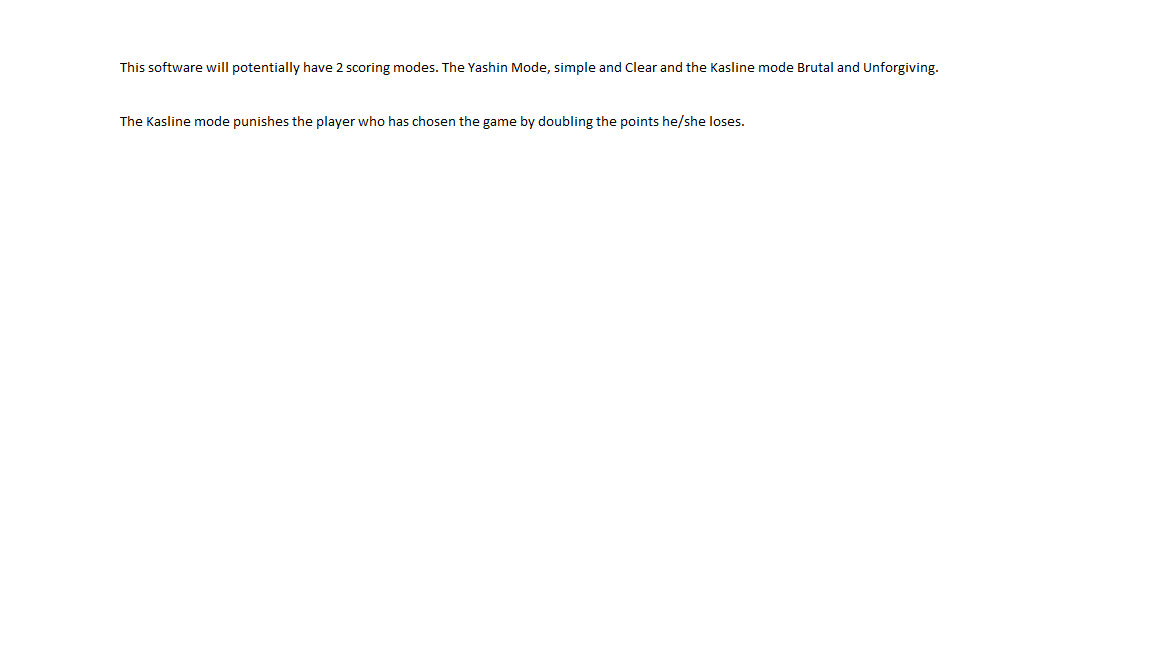 This software will potentially have 2 scoring modes. The Yashin Mode, simple and Clear and the Kasline mode Brutal and Unforgiving.
The Kasline mode punishes the player who has chosen the game by doubling the points he/she loses.